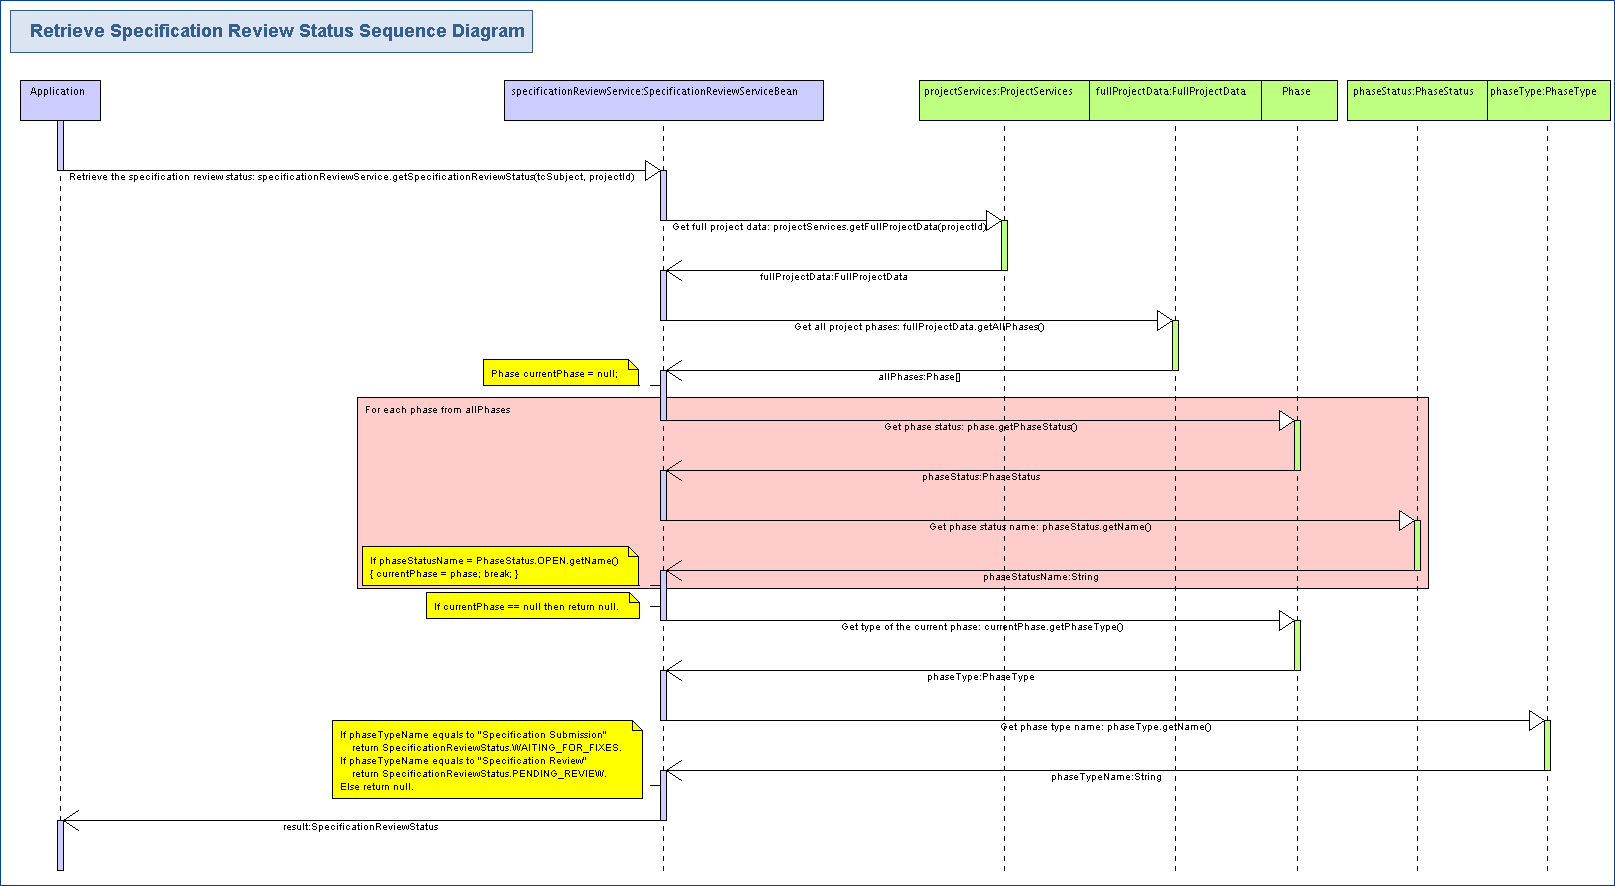 Retrieve Specification Review Status Sequence Diagram
Application
specificationReviewService:SpecificationReviewServiceBean
projectServices:ProjectServices
fullProjectData:FullProjectData
Phase
phaseStatus:PhaseStatus
phaseType:PhaseType
Retrieve the specification review status: specificationReviewService.getSpecificationReviewStatus(tcSubject, projectId)
Get full project data: projectServices.getFullProjectData(projectId)
fullProjectData:FullProjectData
Get all project phases: fullProjectData.getAllPhases()
Phase currentPhase = null;
allPhases:Phase[]
For each phase from allPhases
Get phase status: phase.getPhaseStatus()
phaseStatus:PhaseStatus
Get phase status name: phaseStatus.getName()
If phaseStatusName = PhaseStatus.OPEN.getName()
{ currentPhase = phase; break; }
phaseStatusName:String
If currentPhase == null then return null.
Get type of the current phase: currentPhase.getPhaseType()
phaseType:PhaseType
Get phase type name: phaseType.getName()
If phaseTypeName equals to "Specification Submission"
return SpecificationReviewStatus.WAITING_FOR_FIXES.
If phaseTypeName equals to "Specification Review"
return SpecificationReviewStatus.PENDING_REVIEW.
Else return null.
phaseTypeName:String
result:SpecificationReviewStatus